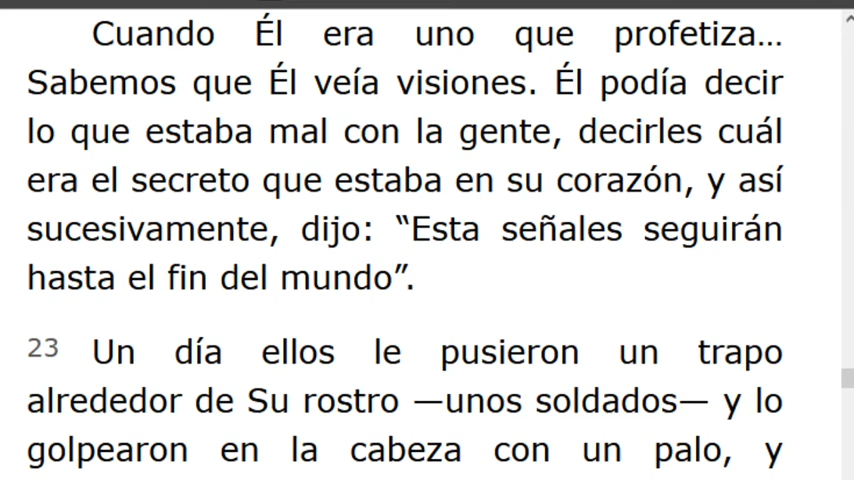 Cuando Él era uno que profetiza...
Sabemos que Él veía visiones. Él podía decir
lo que estaba mal con la gente, decirles cuál
era el secreto que estaba en su corazón, y así
sucesivamente, dijo: “Esta señales seguirán
hasta el fin del mundo”.
23 Un día ellos le pusieron un trapo
alrededor de Su rostro —unos soldados— y lo
golpearon en la cabeza con un palo, y